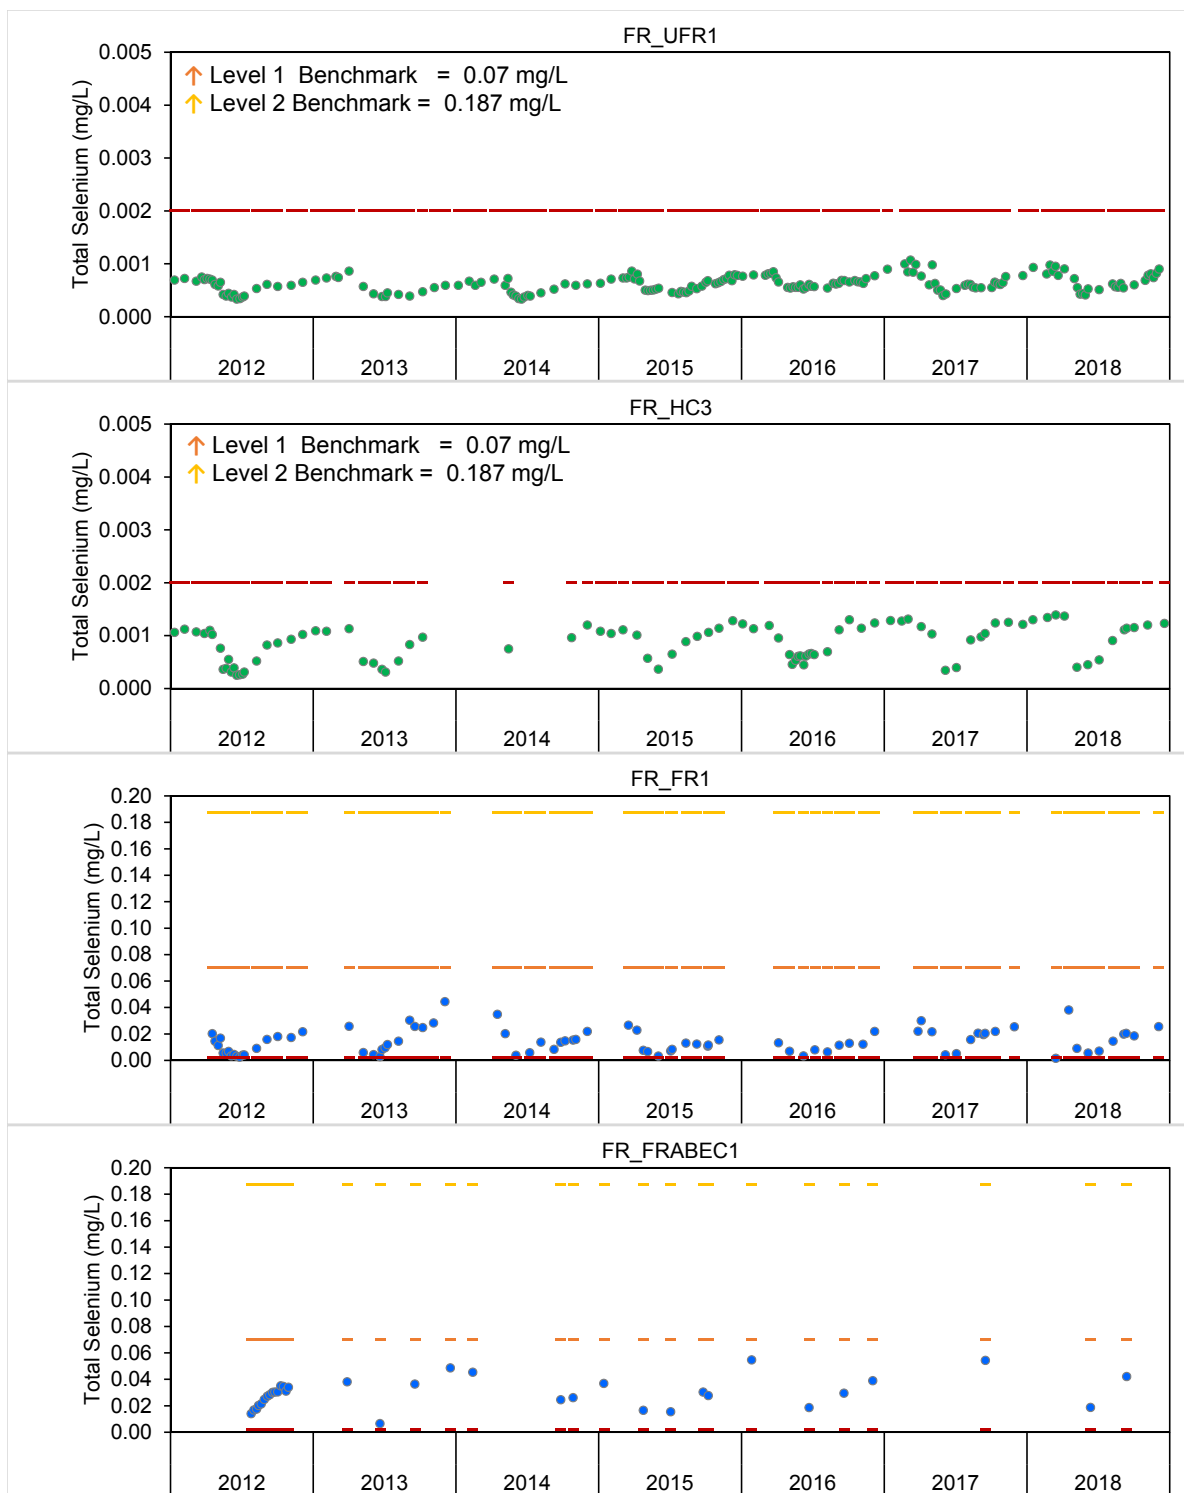 FR_UFR1
Total Selenium (mg/L)
0.005
↑ Level 1 Benchmark = 0.07 mg/L
↑ Level 2 Benchmark = 0.187 mg/L
0.004
0.003
0.002
0.001
0.000
2012 2013 2014 2015 2016 2017 2018
FR_HC3
Total Selenium (mg/L)
0.005
↑ Level 1 Benchmark = 0.07 mg/L
↑ Level 2 Benchmark = 0.187 mg/L
0.004
0.003
0.002
0.001
0.000
2012 2013 2014 2015 2016 2017 2018
FR_FR1
Total Selenium (mg/L)
0.20
0.18
0.16
0.14
0.12
0.10
0.08
0.06
0.04
0.02
0.00
2012 2013 2014 2015 2016 2017 2018
FR_FRABEC1
Total Selenium (mg/L)
0.20
0.18
0.16
0.14
0.12
0.10
0.08
0.06
0.04
0.02
0.00
2012 2013 2014 2015 2016 2017 2018